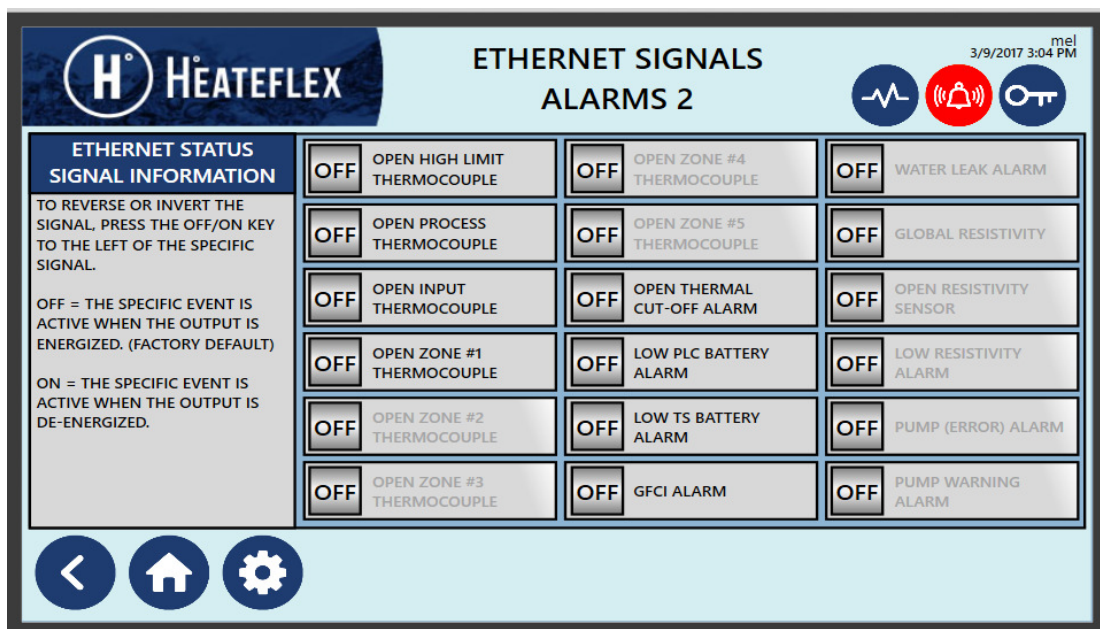 H° HEATEFLEX
ETHERNET SIGNALS
ALARMS 2
mel
3/9/2017 3:04 PM
ETHERNET STATUS
SIGNAL INFORMATION
TO REVERSE OR INVERT THE
SIGNAL, PRESS THE OFF/ON KEY
TO THE LEFT OF THE SPECIFIC
SIGNAL.
OFF = THE SPECIFIC EVENT IS
ACTIVE WHEN THE OUTPUT IS
ENERGIZED. (FACTORY DEFAULT)
ON = THE SPECIFIC EVENT IS
ACTIVE WHEN THE OUTPUT IS
DE-ENERGIZED.
OFF
OPEN HIGH LIMIT
THERMOCOUPLE
OFF
OPEN PROCESS
THERMOCOUPLE
OFF
OPEN INPUT
THERMOCOUPLE
OFF
OPEN ZONE #1
THERMOCOUPLE
OFF
OPEN ZONE #2
THERMOCOUPLE
OFF
OPEN ZONE #3
THERMOCOUPLE
OFF
OPEN ZONE #4
THERMOCOUPLE
OFF
OPEN ZONE #5
THERMOCOUPLE
OFF
OPEN THERMAL
CUT-OFF ALARM
OFF
LOW PLC BATTERY
ALARM
OFF
LOW TS BATTERY
ALARM
OFF
GFCI ALARM
OFF
WATER LEAK ALARM
OFF
GLOBAL RESISTIVITY
OFF
OPEN RESISTIVITY
SENSOR
OFF
LOW RESISTIVITY
ALARM
OFF
PUMP (ERROR) ALARM
OFF
PUMP WARNING
ALARM